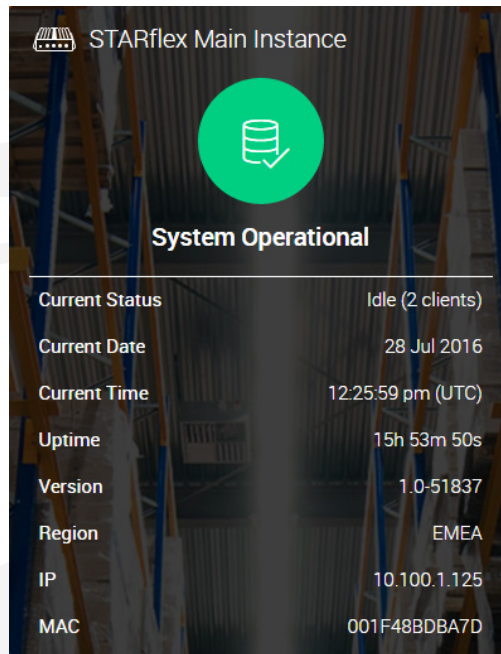 STARflex Main Instance
System Operational
Current Status Idle (2 clients)
Current Date 28 Jul 2016
Current Time 12:25:59 pm (UTC)
Uptime 15h 53m 50s
Version 1.0-51837
Region EMEA
IP 10.100.1.125
MAC 001F48BDBA7D